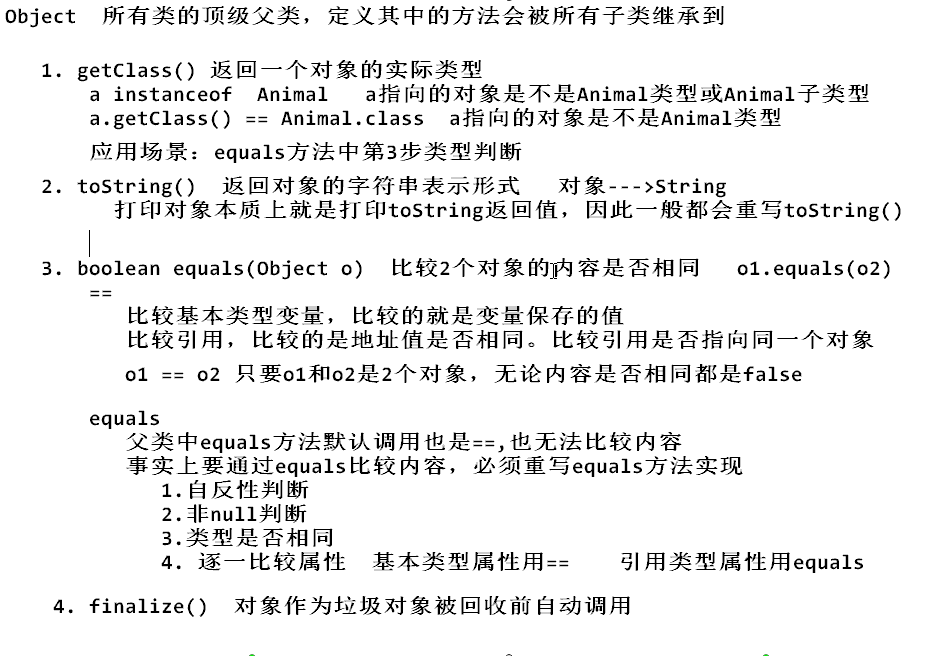 Object 所有类的顶级父类，定义其中的方法会被所有子类继承到
1. getClass() 返回一个对象的实际类型
a instanceof Animal a指向的对象是不是Animal类型或Animal子类型
a.getClass() == Animal.class a指向的对象是不是Animal类型
应用场景：equals方法中第3步类型判断
2. toString() 返回对象的字符串表示形式 对象--->String
打印对象本质上就是打印toString返回值，因此一般都会重写toString()
3. boolean equals(Object o) 比较2个对象的内容是否相同 o1.equals(o2)
==
比较基本类型变量，比较的就是变量保存的值
比较引用，比较的是地址值是否相同。比较引用是否指向同一个对象
o1 == o2 只要o1和o2是2个对象，无论内容是否相同都是false
equals
父类中equals方法默认调用也是==,也无法比较内容
事实上要通过equals比较内容，必须重写equals方法实现
1.自反性判断
2.非null判断
3.类型是否相同
4. 逐一比较属性 基本类型属性用== 引用类型属性用equals
4. finalize() 对象作为垃圾对象被回收前自动调用